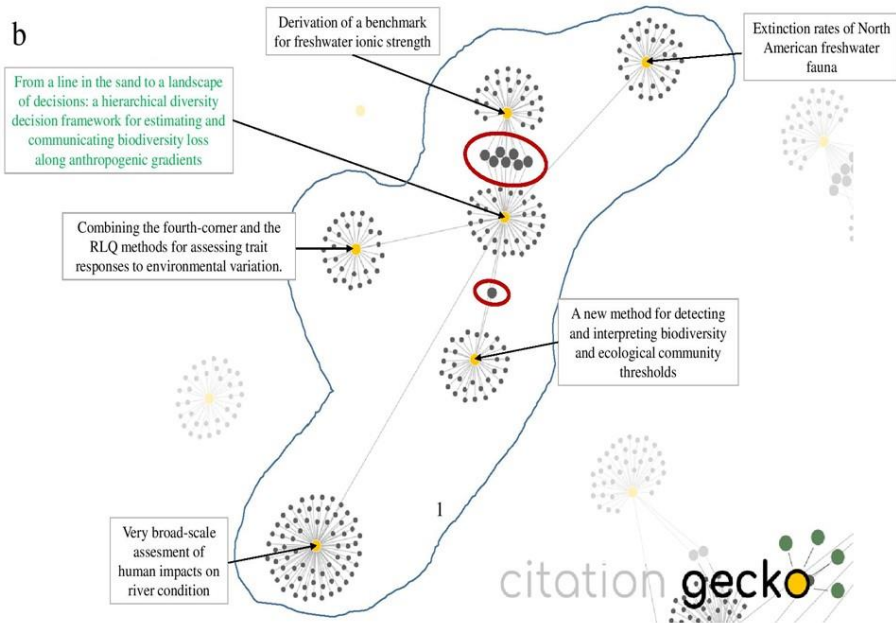 b
Derivation of a benchmark
for freshwater ionic strength
Extinction rates of North
American freshwater
fauna
From a line in the sand to a landscape
of decisions: a hierarchical diversity
decision framework for estimating and
communicating biodiversity loss
along anthropogenic gradients
Combining the fourth-corner and the
RLQ methods for assessing trait
responses to environmental variation.
A new method for detecting
and interpreting biodiversity
and ecological community
thresholds
1
Very broad-scale
assesment of
human impacts on
river condition
citation gecko